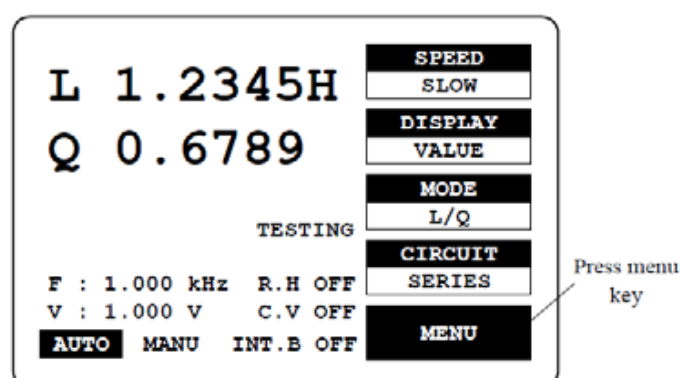 L 1.2345H
Q 0.6789
TESTING
F : 1.000 kHz R.H OFF
V : 1.000 V C.V OFF
AUTO MANU INT.B OFF
SPEED
SLOW
DISPLAY
VALUE
MODE
L/Q
CIRCUIT
SERIES
MENU
Press menu
key